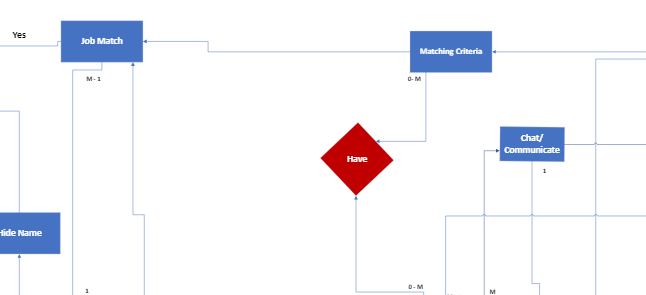 Yes
Job Match
Matching Criteria
M - 1
0- M
Chat/
Communicate
Have
1
Hide Name
0 - M
1
M